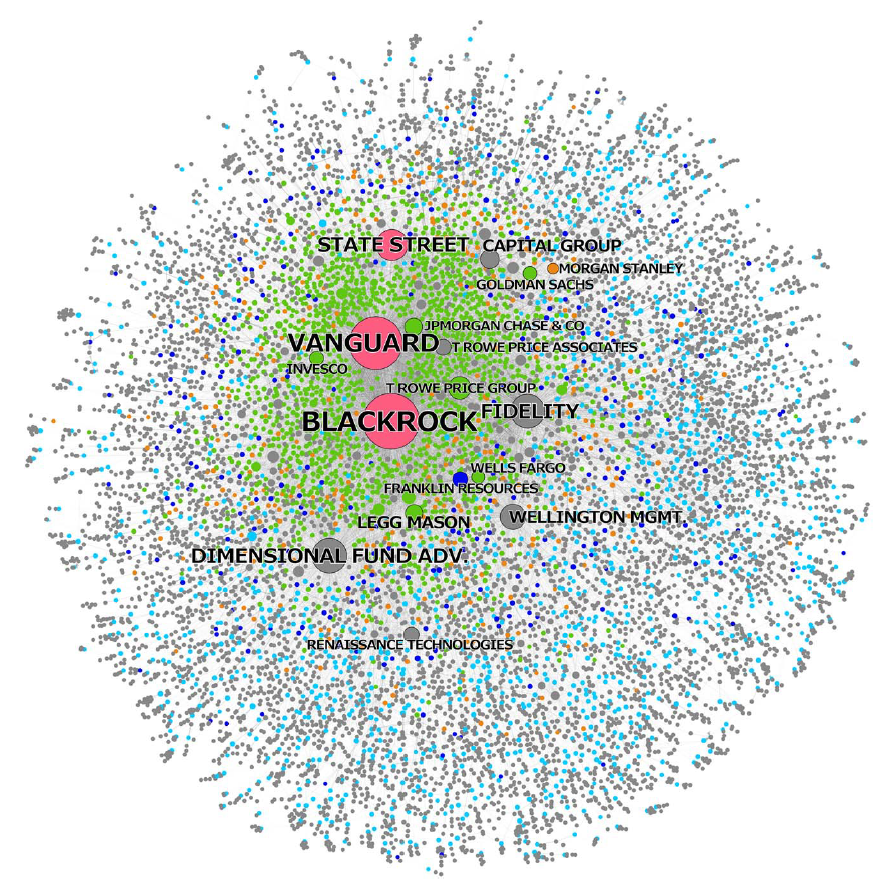 STATE STREET
CAPITAL GROUP
MORGAN STANLEY
GOLDMAN SACHS
JPMORGAN CHASE & CO
VANGUARD
T ROWE PRICE ASSOCIATES
INVESCO
T ROWE PRICE GROUP
FIDELITY
BLACKROCK
WELLS FARGO
FRANKLIN RESOURCES
WELLINGTON MGMT.
LEGG MASON
DIMENSIONAL FUND ADV.
RENAISSANCE TECHNOLOGIES